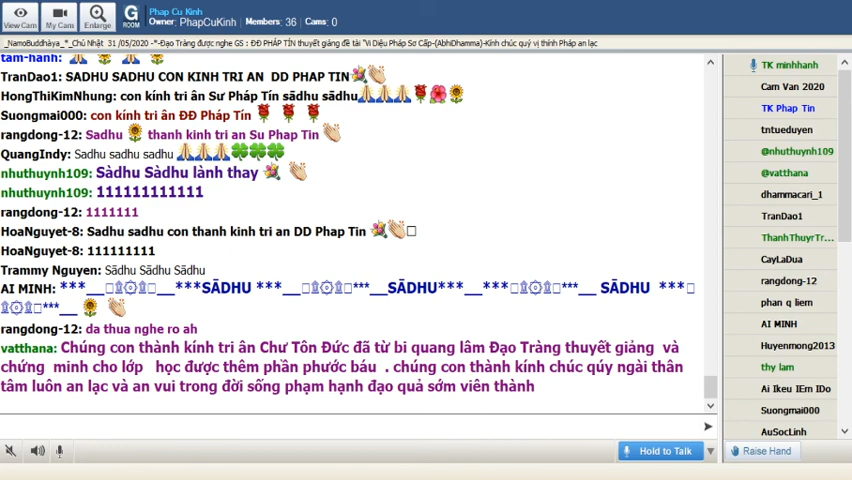 View Cam
My Cam
Enlarge
G ROOM
Phap Cu Kinh
Owner: PhapCuKinh Members: 36 Cams: 0
_NamoBuddhàya_*_Chủ Nhật 31 /05/2020 -*-Đạo Tràng được nghe GS : ĐĐ PHÁP TÍN thuyết giảng đề tài "Vi Diệu Pháp Sơ Cấp-(AbhiDhamma)-Kính chúc quý vị thính Pháp an lạc
tam-hanh:
TranDao1: SADHU SADHU CON KINH TRI AN DD PHAP TIN
HongThiKimNhung: con kính tri ân Sư Pháp Tín sādhu sādhu
Suongmai000: con kính tri ân ĐĐ Pháp Tín
rangdong-12: Sadhu thanh kinh tri an Su Phap Tin
QuangIndy: Sadhu sadhu sadhu
nhuthuynh109: Sàdhu Sàdhu lành thay
nhuthuynh109: 111111111111
rangdong-12: 1111111
HoaNguyet-8: Sadhu sadhu con thanh kinh tri an DD Phap Tin
HoaNguyet-8: 111111111
Trammy Nguyen: Sādhu Sādhu Sādhu
AI MINH: ***__۩۞۩__***SĀDHU ***__۩۞۩***__SĀDHU***__***۩۞۩***__ SĀDHU ***
۩۞۩***__
rangdong-12: da thua nghe ro ah
vatthana: Chúng con thành kính tri ân Chư Tôn Đức đã từ bi quang lâm Đạo Tràng thuyết giảng và
chứng minh cho lớp học được thêm phần phước báu . chúng con thành kính chúc qúy ngài thân
tâm luôn an lạc và an vui trong đời sống phạm hạnh đạo quả sớm viên thành
Hold to Talk
TK minhhanh
Cam Van 2020
TK Phap Tin
tntueduyen
@nhuthuynh109
@vatthana
dhammacari_1
TranDao1
ThanhThuyrTr...
CayLaDua
rangdong-12
phan q liem
AI MINH
Huyenmong2013
thy lam
Ai Ikeu IEm IDo
Suongmai000
AuSocLinh
Raise Hand